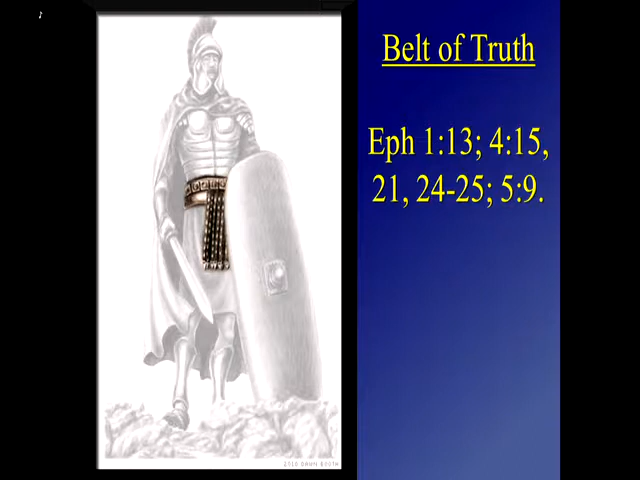 ♪
Belt of Truth
Eph 1:13; 4:15,
21, 24-25; 5:9.